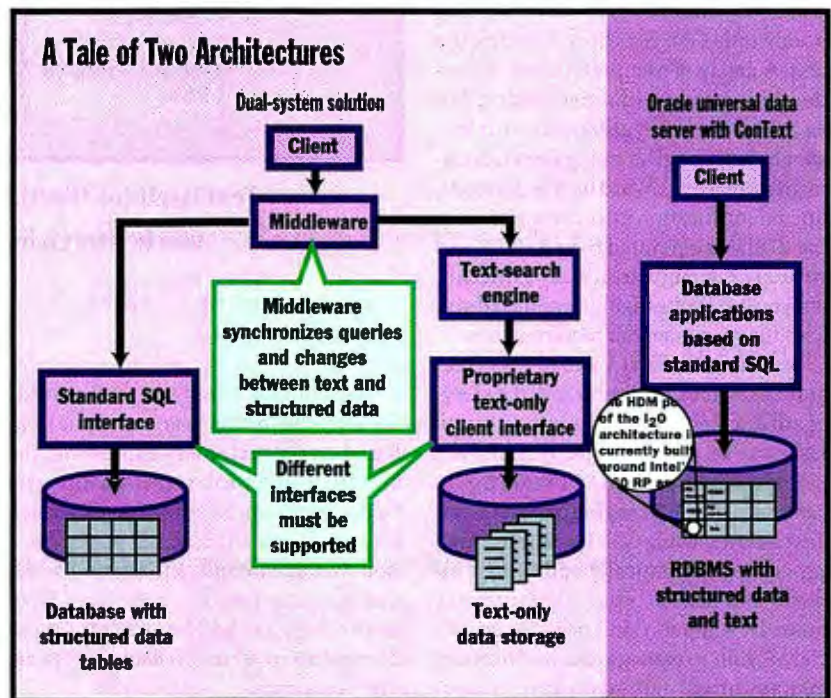 A Tale of Two Architectures
Dual-system solution
Client
Middleware
Middleware
synchronizes queries
and changes
between text and
structured data
Text-search
engine
Standard SQL
interface
Proprietary
text-only
client interface
Different
interfaces
must be
supported
Database with
structured data
tables
Text-only
data storage
Oracle universal data
server with ConText
Client
Database
applications
based on
standard SQL
HDM
of the I2O
architecture
currently
RP
RDBMS with
structured data
and text